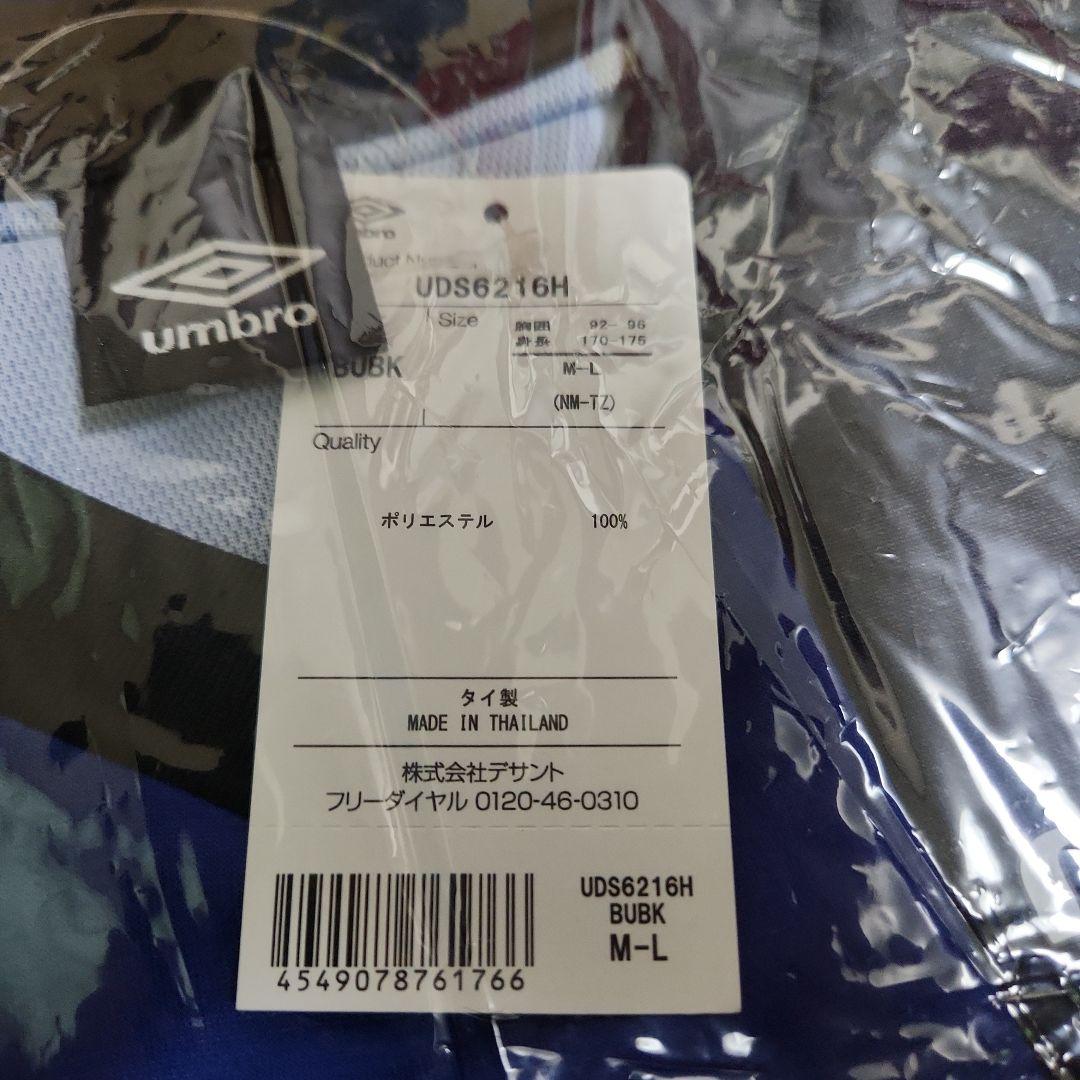 umbro
UDS6216H
Size
胸囲 92-96
身長 170-175
BUBK
M-L
(NM-TZ)
Quality
ポリエステル 100%
タイ製
MADE IN THAILAND
株式会社デサント
フリーダイヤル 0120-46-0310
4549078761766
UDS6216H
BUBK
M-L